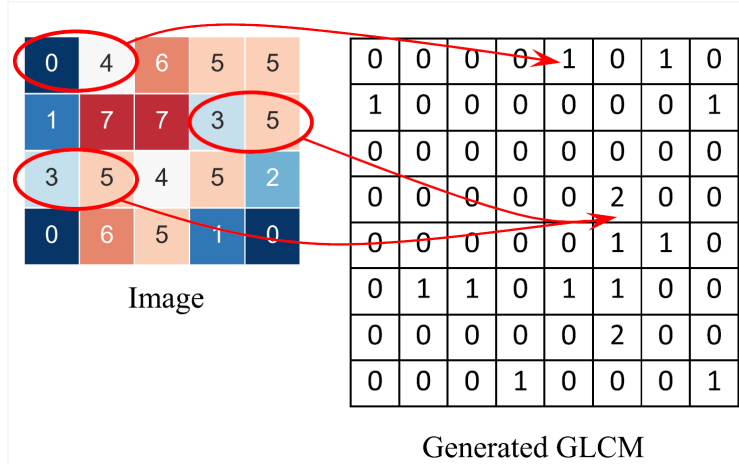 0 4 6 5 5
1 7 7 3 5
3 5 4 5 2
0 6 5 1 0
Image
0 0 0 0 1 0 1 0
1 0 0 0 0 0 0 1
0 0 0 0 0 0 0 0
0 0 0 0 0 2 0 0
0 0 0 0 0 1 1 0
0 1 1 0 1 1 0 0
0 0 0 0 0 2 0 0
0 0 0 1 0 0 0 1
Generated GLCM